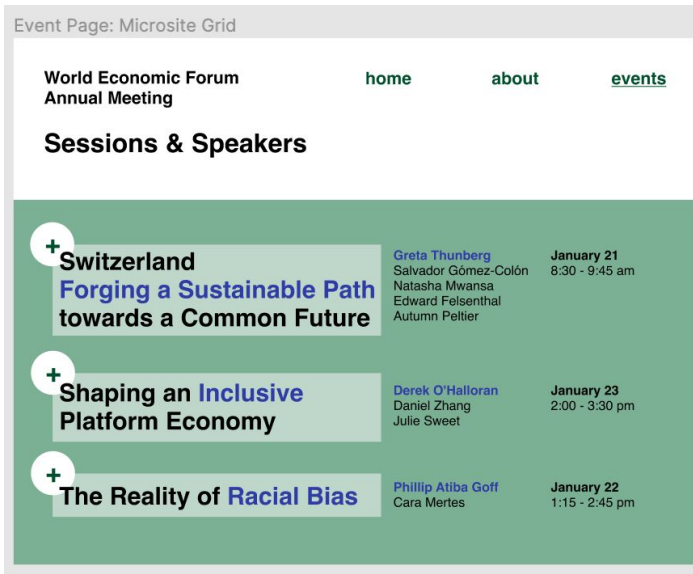 Event Page: Microsite Grid
World Economic Forum
Annual Meeting
home about events
Sessions & Speakers
+
Switzerland
Forging a Sustainable Path
towards a Common Future
Greta Thunberg
Salvador Gómez-Colón
Natasha Mwansa
Edward Felsenthal
Autumn Peltier
January 21
8:30 - 9:45 am
+
Shaping an Inclusive
Platform Economy
Derek O'Halloran
Daniel Zhang
Julie Sweet
January 23
2:00 - 3:30 pm
+
The Reality of Racial Bias
Phillip Atiba Goff
Cara Mertes
January 22
1:15 - 2:45 pm